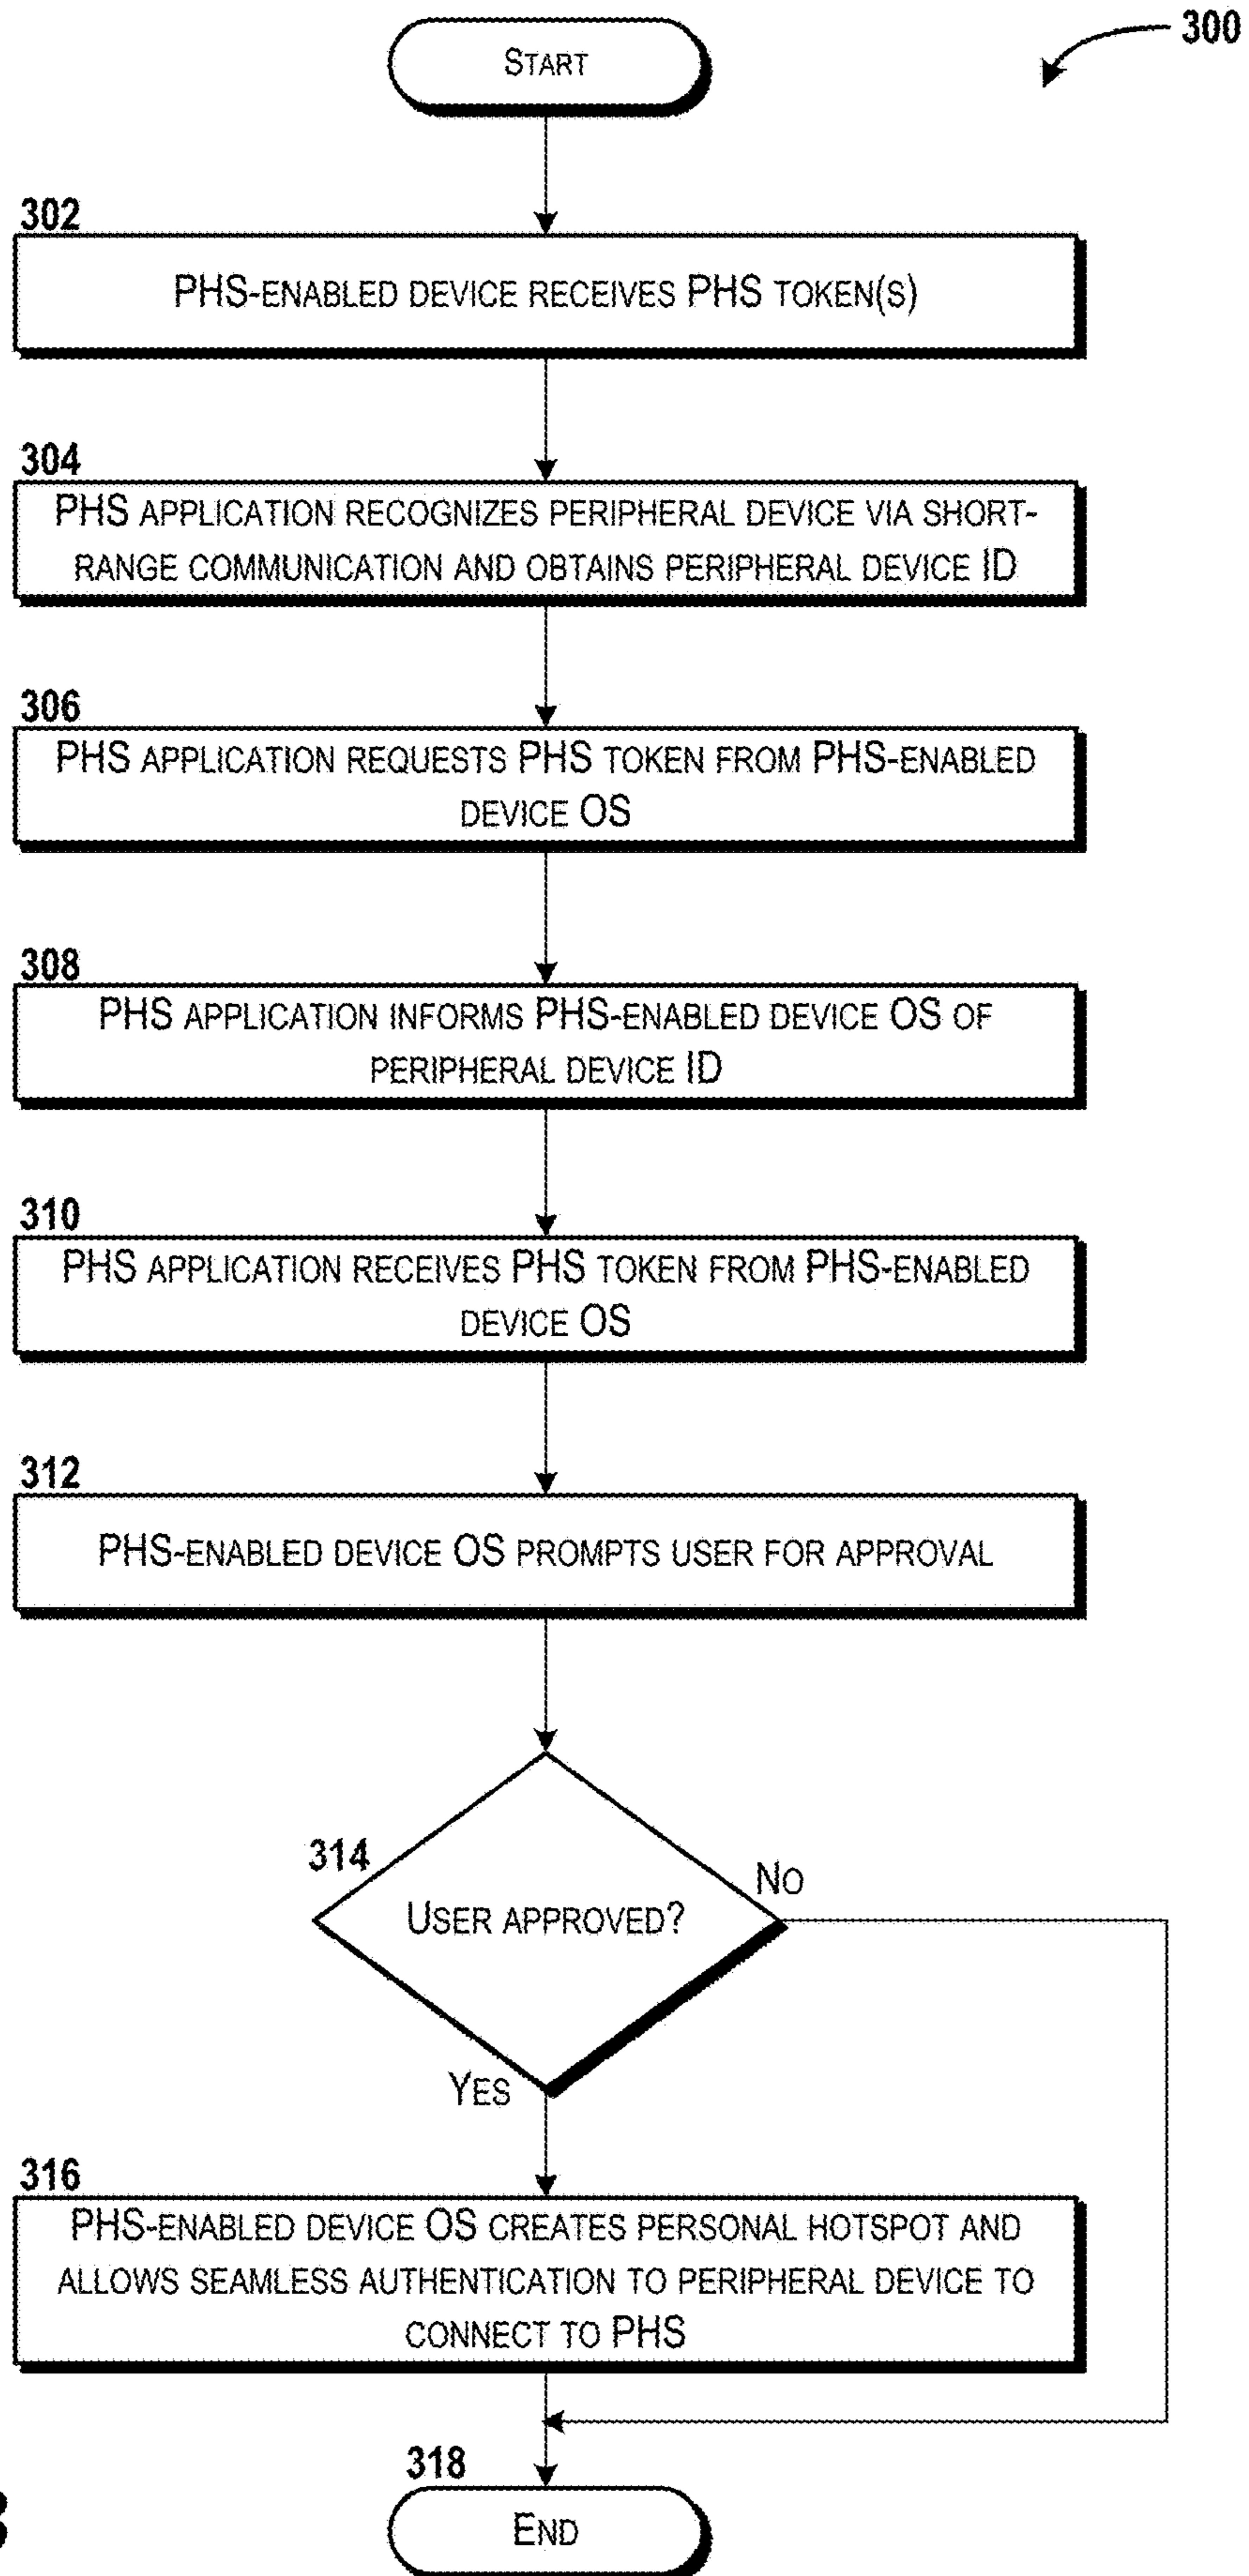 START
300
302
PHS-ENABLED DEVICE RECEIVES PHS TOKEN(S)
304
PHS APPLICATION RECOGNIZES PERIPHERAL DEVICE VIA SHORT-
RANGE COMMUNICATION AND OBTAINS PERIPHERAL DEVICE ID
306
PHS APPLICATION REQUESTS PHS TOKEN FROM PHS-ENABLED
DEVICE OS
308
PHS APPLICATION INFORMS PHS-ENABLED DEVICE OS OF
PERIPHERAL DEVICE ID
310
PHS APPLICATION RECEIVES PHS TOKEN FROM PHS-ENABLED
DEVICE OS
312
PHS-ENABLED DEVICE OS PROMPTS USER FOR APPROVAL
314
USER APPROVED?
NO
YES
316
PHS-ENABLED DEVICE OS CREATES PERSONAL HOTSPOT AND
ALLOWS SEAMLESS AUTHENTICATION TO PERIPHERAL DEVICE TO
CONNECT TO PHS
318
END